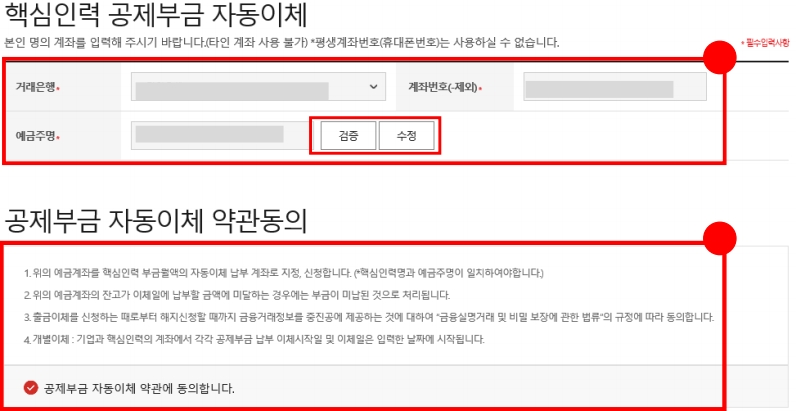 핵심인력 공제부금 자동이체
본인 명의 계좌를 입력해 주시기 바랍니다.(타인 계좌 사용 불가) *평생계좌번호(휴대폰번호)는 사용하실 수 없습니다.
* 필수입력사항
거래은행* 계좌번호(-제외)*
예금주명* 검증 수정
공제부금 자동이체 약관동의
1. 위의 예금계좌를 핵심인력 부금월액의 자동이체 납부 계좌로 지정, 신청합니다. (*핵심인력명과 예금주명이 일치하여야합니다.)
2. 위의 예금계좌의 잔고가 이체일에 납부할 금액에 미달하는 경우에는 부금이 미납된 것으로 처리됩니다.
3. 출금이체를 신청하는 때로부터 해지신청할 때까지 금융거래정보를 중진공에 제공하는 것에 대하여 "금융실명거래 및 비밀 보장에 관한 법류"의 규정에 따라 동의합니다.
4. 개별이체 : 기업과 핵심인력의 계좌에서 각각 공제부금 납부 이체시작일 및 이체일은 입력한 날짜에 시작됩니다.
공제부금 자동이체 약관에 동의합니다.